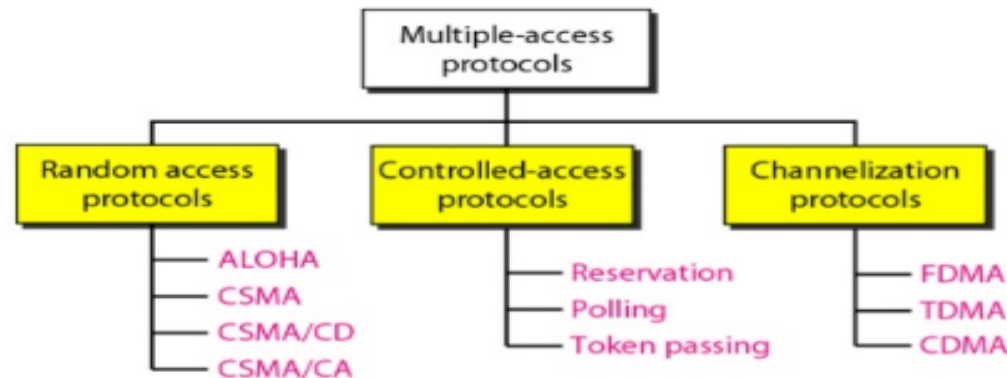 Multiple-access
protocols
Random access
protocols
Controlled-access
protocols
Channelization
protocols
ALOHA
CSMA
CSMA/CD
CSMA/CA
Reservation
Polling
Token passing
FDMA
TDMA
CDMA